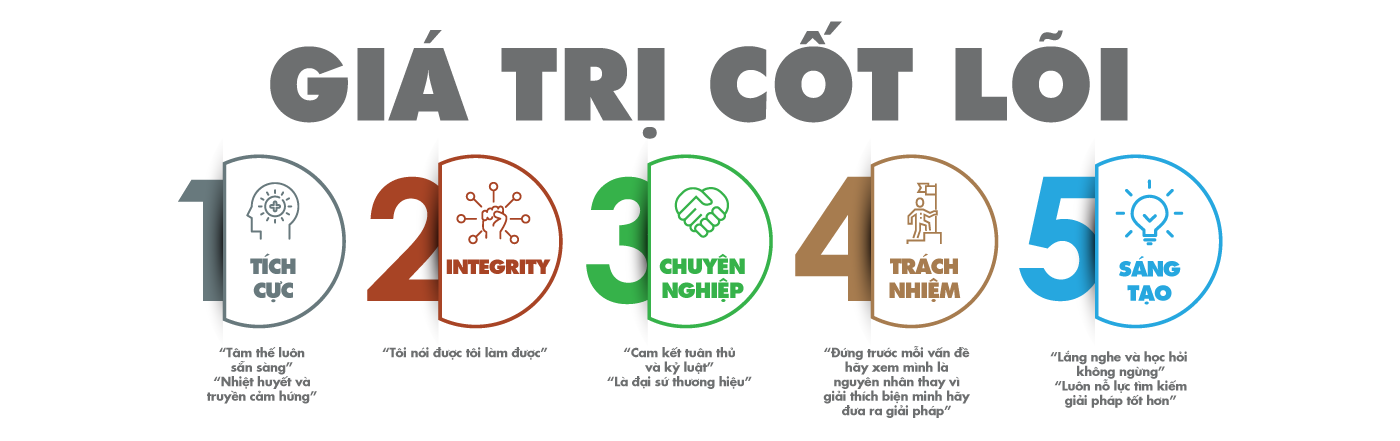 GIÁ TRỊ CỐT LÕI
1
TÍCH
CỰC
“Tâm thế luôn
sẵn sàng”
“Nhiệt huyết và
truyền cảm hứng”
2
INTEGRITY
“Tôi nói được tôi làm được”
3
CHUYÊN
NGHIỆP
“Cam kết tuân thủ
và kỷ luật”
“Là đại sứ thương hiệu”
4
TRÁCH
NHIỆM
“Đứng trước mỗi vấn đề
hãy xem mình là
nguyên nhân thay vì
giải thích biện minh hãy
đưa ra giải pháp”
5
SÁNG
TẠO
“Lắng nghe và học hỏi
không ngừng”
“Luôn nỗ lực tìm kiếm
giải pháp tốt hơn”